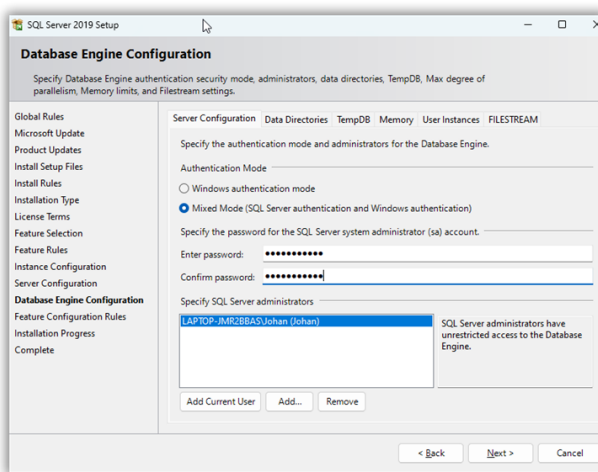 SQL Server 2019 Setup
Database Engine Configuration
Specify Database Engine authentication security mode, administrators, data directories, TempDB, Max degree of
parallelism, Memory limits, and Filestream settings.
Global Rules
Microsoft Update
Product Updates
Install Setup Files
Install Rules
Installation Type
License Terms
Feature Selection
Feature Rules
Instance Configuration
Server Configuration
Database Engine Configuration
Feature Configuration Rules
Installation Progress
Complete
Server Configuration Data Directories TempDB Memory User Instances FILESTREAM
Specify the authentication mode and administrators for the Database Engine.
Authentication Mode
Windows authentication mode
Mixed Mode (SQL Server authentication and Windows authentication)
Specify the password for the SQL Server system administrator (sa) account.
Enter password: ●●●●●●●●●●●
Confirm password: ●●●●●●●●●●●
Specify SQL Server administrators
LAPTOP-JMR2BBAS\Johan (Johan)
SQL Server administrators have
unrestricted access to the Database
Engine.
Add Current User Add... Remove
< Back Next > Cancel